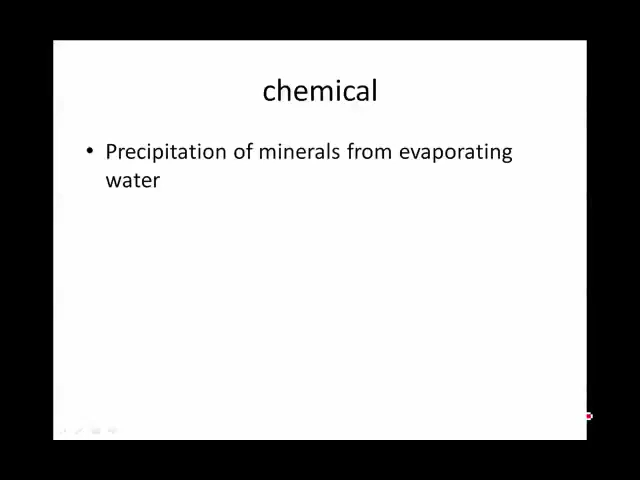 chemical
• Precipitation of minerals from evaporating
water